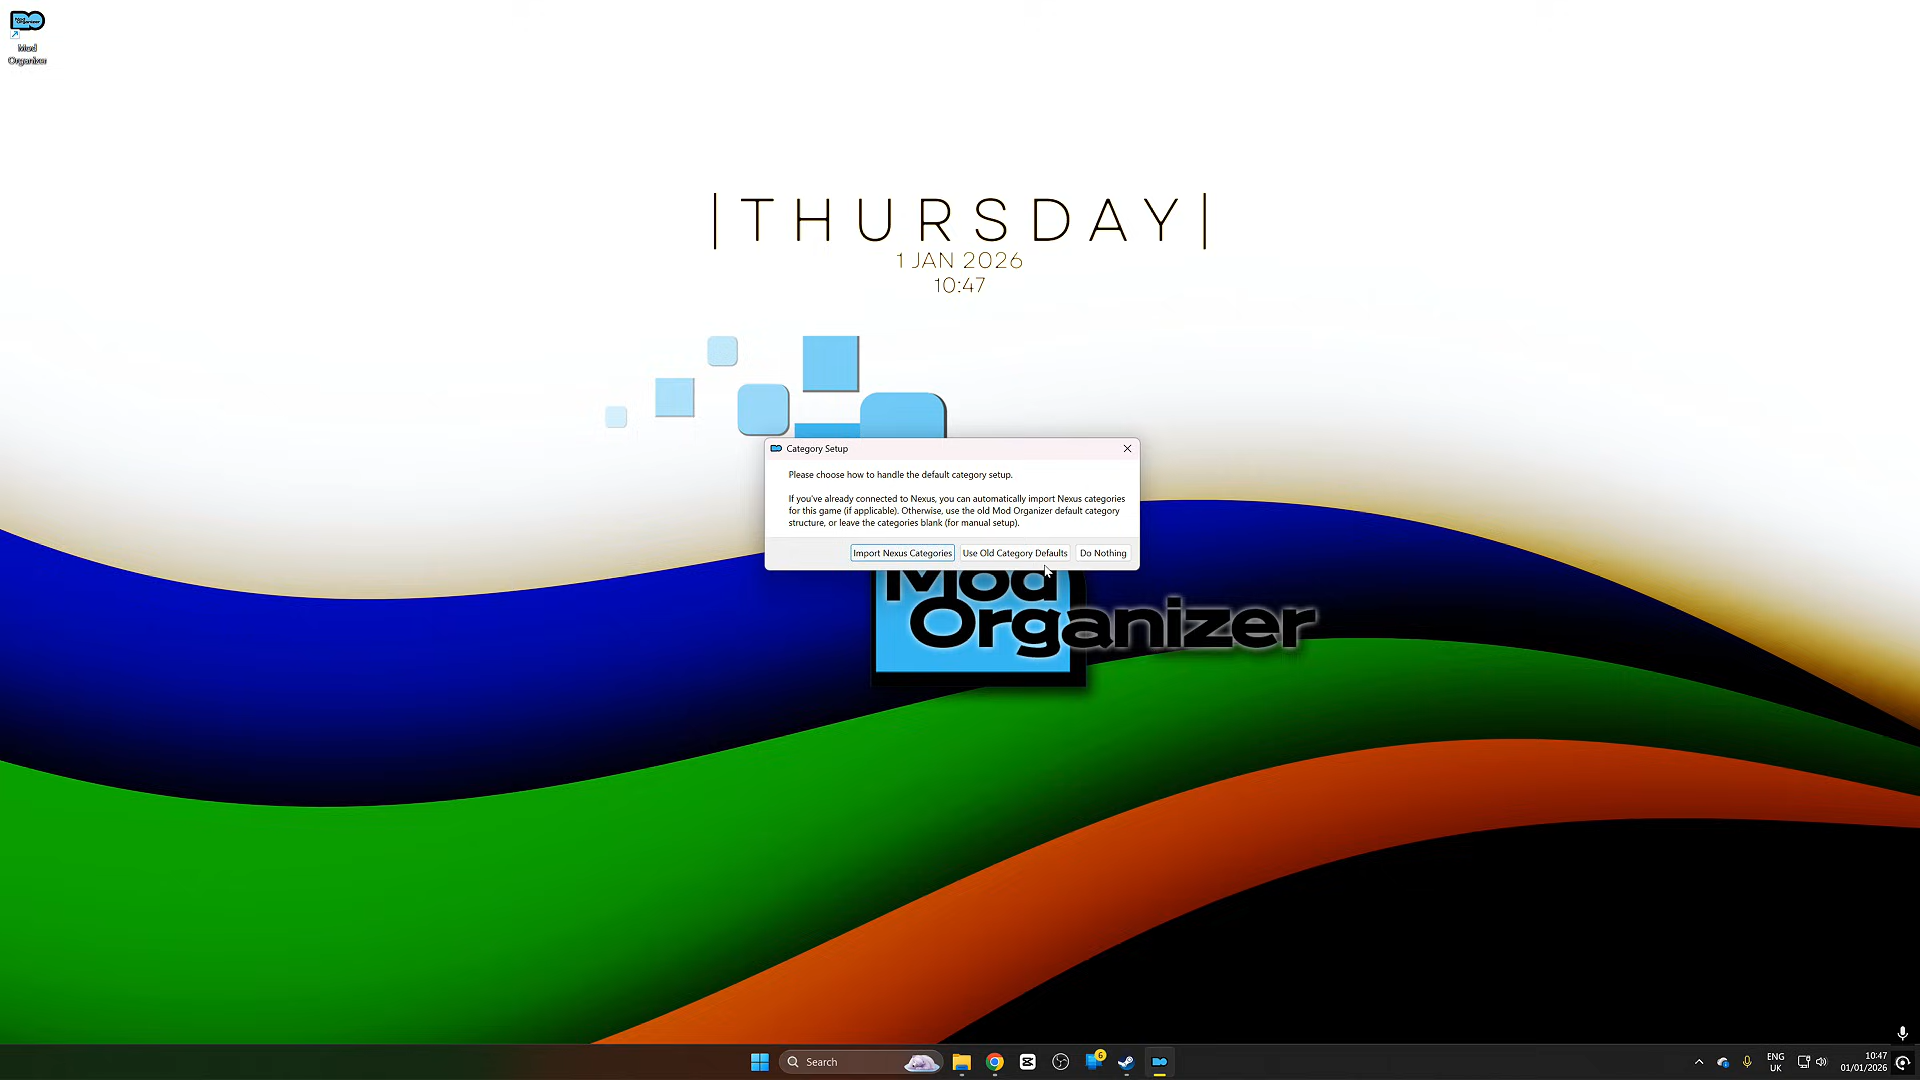 Mod
Organizer
|THURSDAY|
1 JAN 2026
10:47
Category Setup
Please choose how to handle the default category setup.
If you've already connected to Nexus, you can automatically import Nexus categories
for this game (if applicable). Otherwise, use the old Mod Organizer default category
structure, or leave the categories blank (for manual setup).
Import Nexus Categories
Use Old Category Defaults
Do Nothing
Mod
Organizer
Search
6
ENG
UK
10:47
01/01/2026